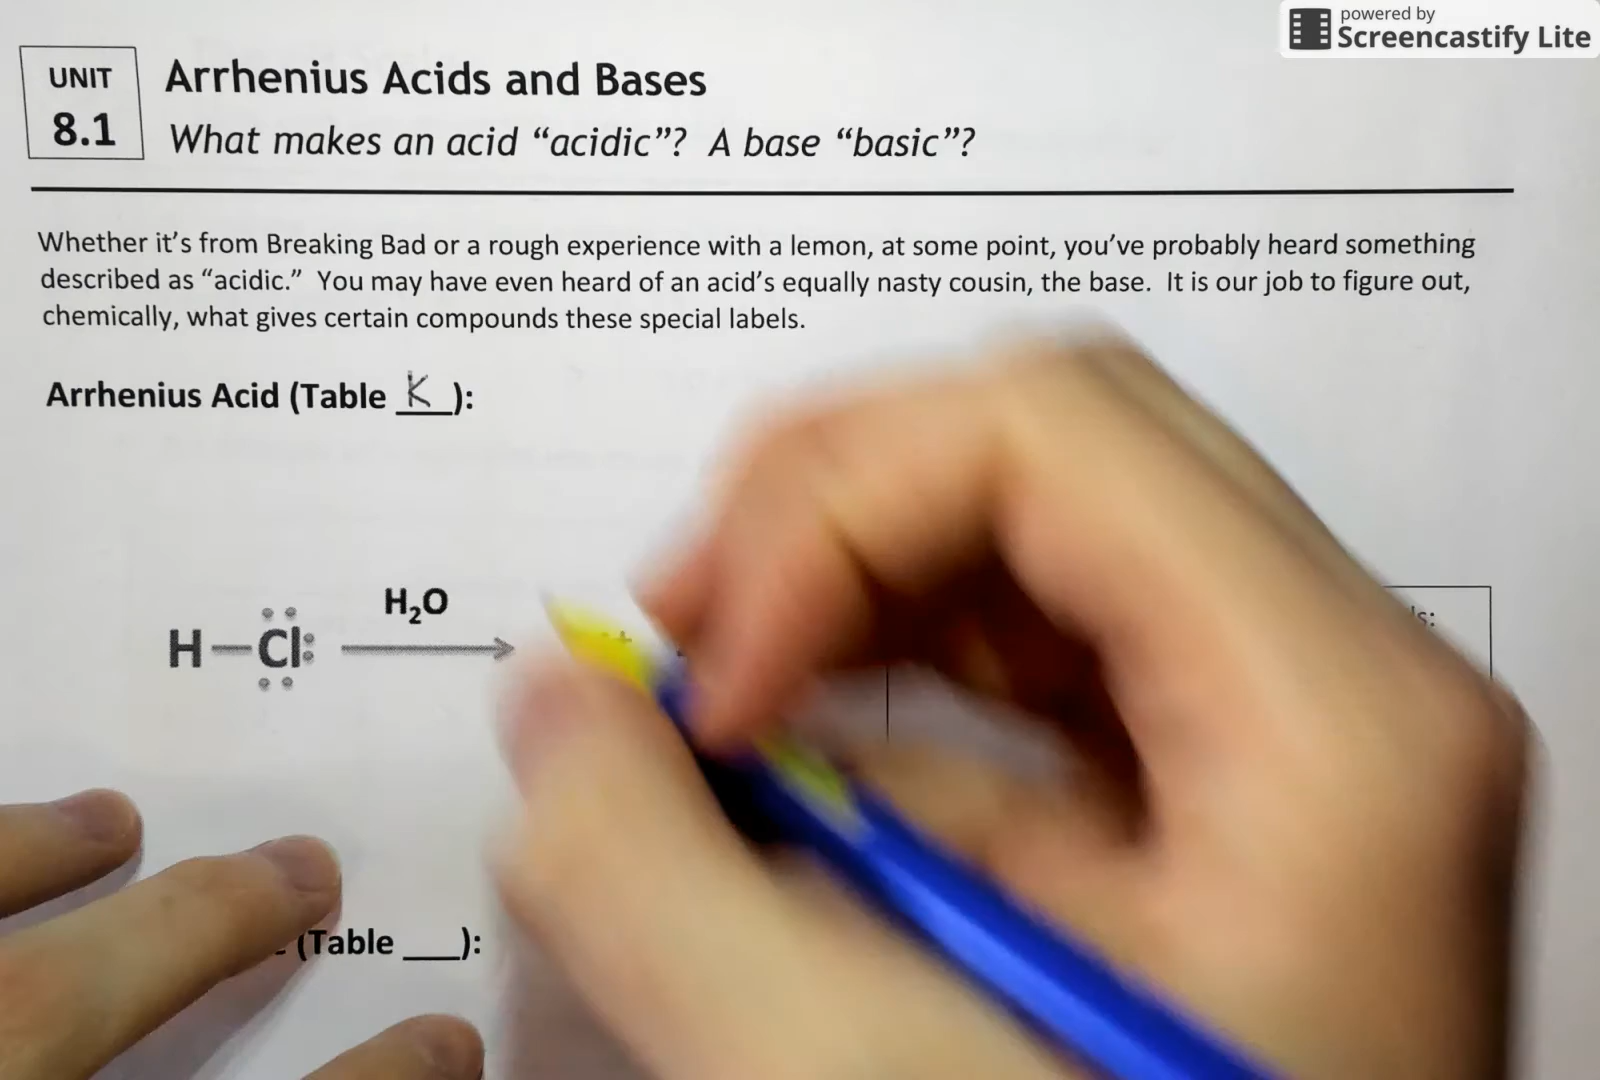 powered by
Screencastify Lite
UNIT
8.1
Arrhenius Acids and Bases
What makes an acid “acidic”? A base “basic”?
Whether it’s from Breaking Bad or a rough experience with a lemon, at some point, you’ve probably heard something
described as “acidic.” You may have even heard of an acid’s equally nasty cousin, the base. It is our job to figure out,
chemically, what gives certain compounds these special labels.
Arrhenius Acid (Table K):
H₂O
H—Cl:
(Table ___):